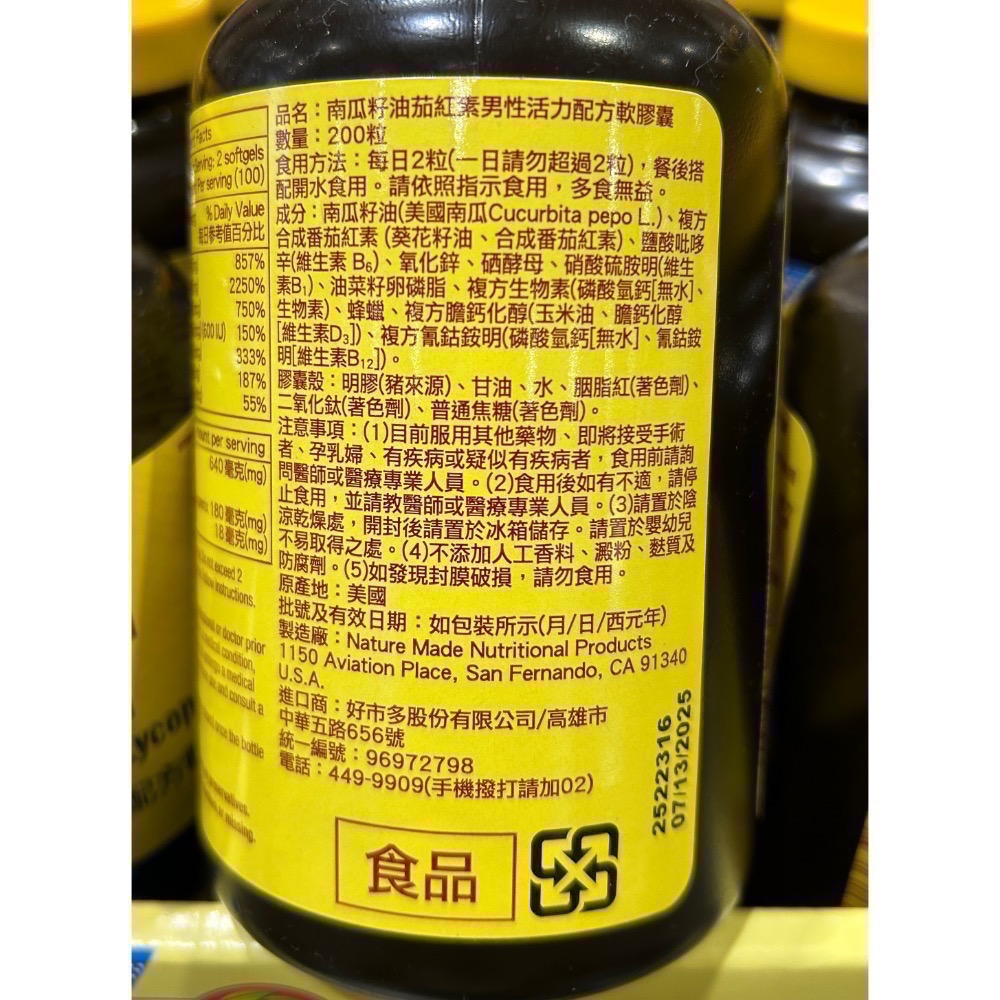 Facts
Serving: 2 softgels
Per serving (100)
% Daily Value
每日參考值百分比
857%
2250%
750%
(600 IU) 150%
333%
187%
55%
per serving
640毫克(mg)
180毫克(mg)
18毫克(mg)
exceed 2
instructions.
or doctor prior
condition,
a medical
and consult a
the bottle
missing.
品名：南瓜籽油茄紅素男性活力配方軟膠囊
數量：200粒
食用方法：每日2粒(一日請勿超過2粒)，餐後搭
配開水食用。請依照指示食用，多食無益。
成分：南瓜籽油(美國南瓜Cucurbita pepo L.)、複方
合成番茄紅素 (葵花籽油、合成番茄紅素)、鹽酸吡哆
辛(維生素 B₆)、氧化鋅、硒酵母、硝酸硫胺明(維生
素B₁)、油菜籽卵磷脂、複方生物素(磷酸氫鈣[無水]、
生物素)、蜂蠟、複方膽鈣化醇(玉米油、膽鈣化醇
[維生素D₃])、複方氰鈷銨明(磷酸氫鈣[無水]、氰鈷銨
明[維生素B₁₂])。
膠囊殼：明膠(豬來源)、甘油、水、胭脂紅(著色劑)、
二氧化鈦(著色劑)、普通焦糖(著色劑)。
注意事項：(1)目前服用其他藥物、即將接受手術
者、孕乳婦、有疾病或疑似有疾病者，食用前請詢
問醫師或醫療專業人員。(2)食用後如有不適，請停
止食用，並請教醫師或醫療專業人員。(3)請置於陰
涼乾燥處，開封後請置於冰箱儲存。請置於嬰幼兒
不易取得之處。(4)不添加人工香料、澱粉、麩質及
防腐劑。(5)如發現封膜破損，請勿食用。
原產地：美國
批號及有效日期：如包裝所示(月/日/西元年)
製造廠：Nature Made Nutritional Products
1150 Aviation Place, San Fernando, CA 91340
U.S.A.
進口商：好市多股份有限公司/高雄市
中華五路656號
統一編號：96972798
電話：449-9909(手機撥打請加02)
食品
2522316
07/13/2025